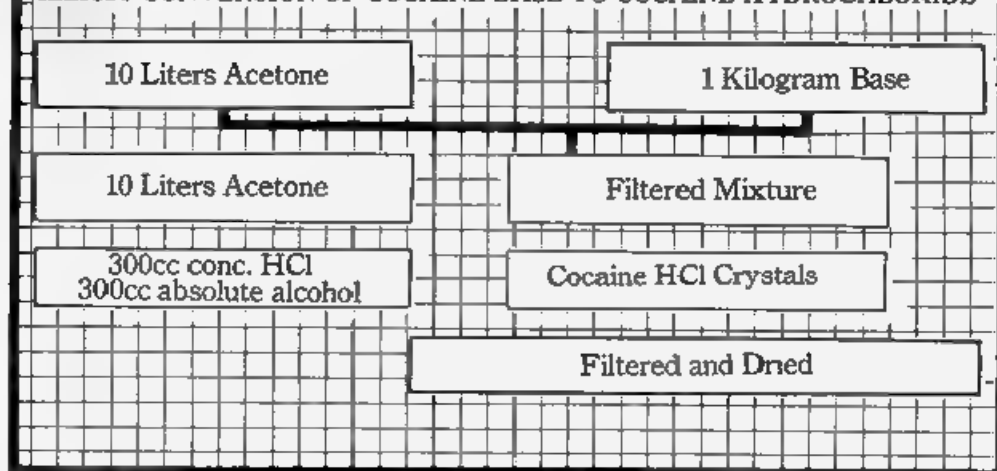 10 Liters Acetone
1 Kilogram Base
10 Liters Acetone
Filtered Mixture
300cc conc. HCl
300cc absolute alcohol
Cocaine HCl Crystals
Filtered and Dried